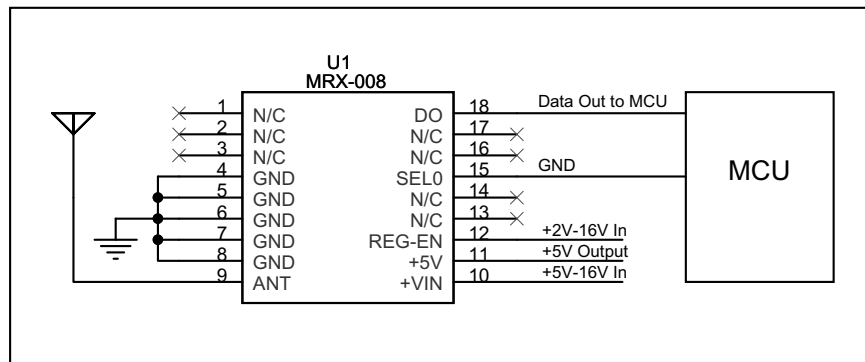 U1
MRX-008
1 N/C DO 18 Data Out to MCU
2 N/C N/C 17
3 N/C N/C 16
4 GND SEL0 15 GND
5 GND N/C 14
6 GND N/C 13
7 GND REG-EN 12 +2V-16V In
8 GND +5V 11 +5V Output
9 ANT +VIN 10 +5V-16V In
MCU